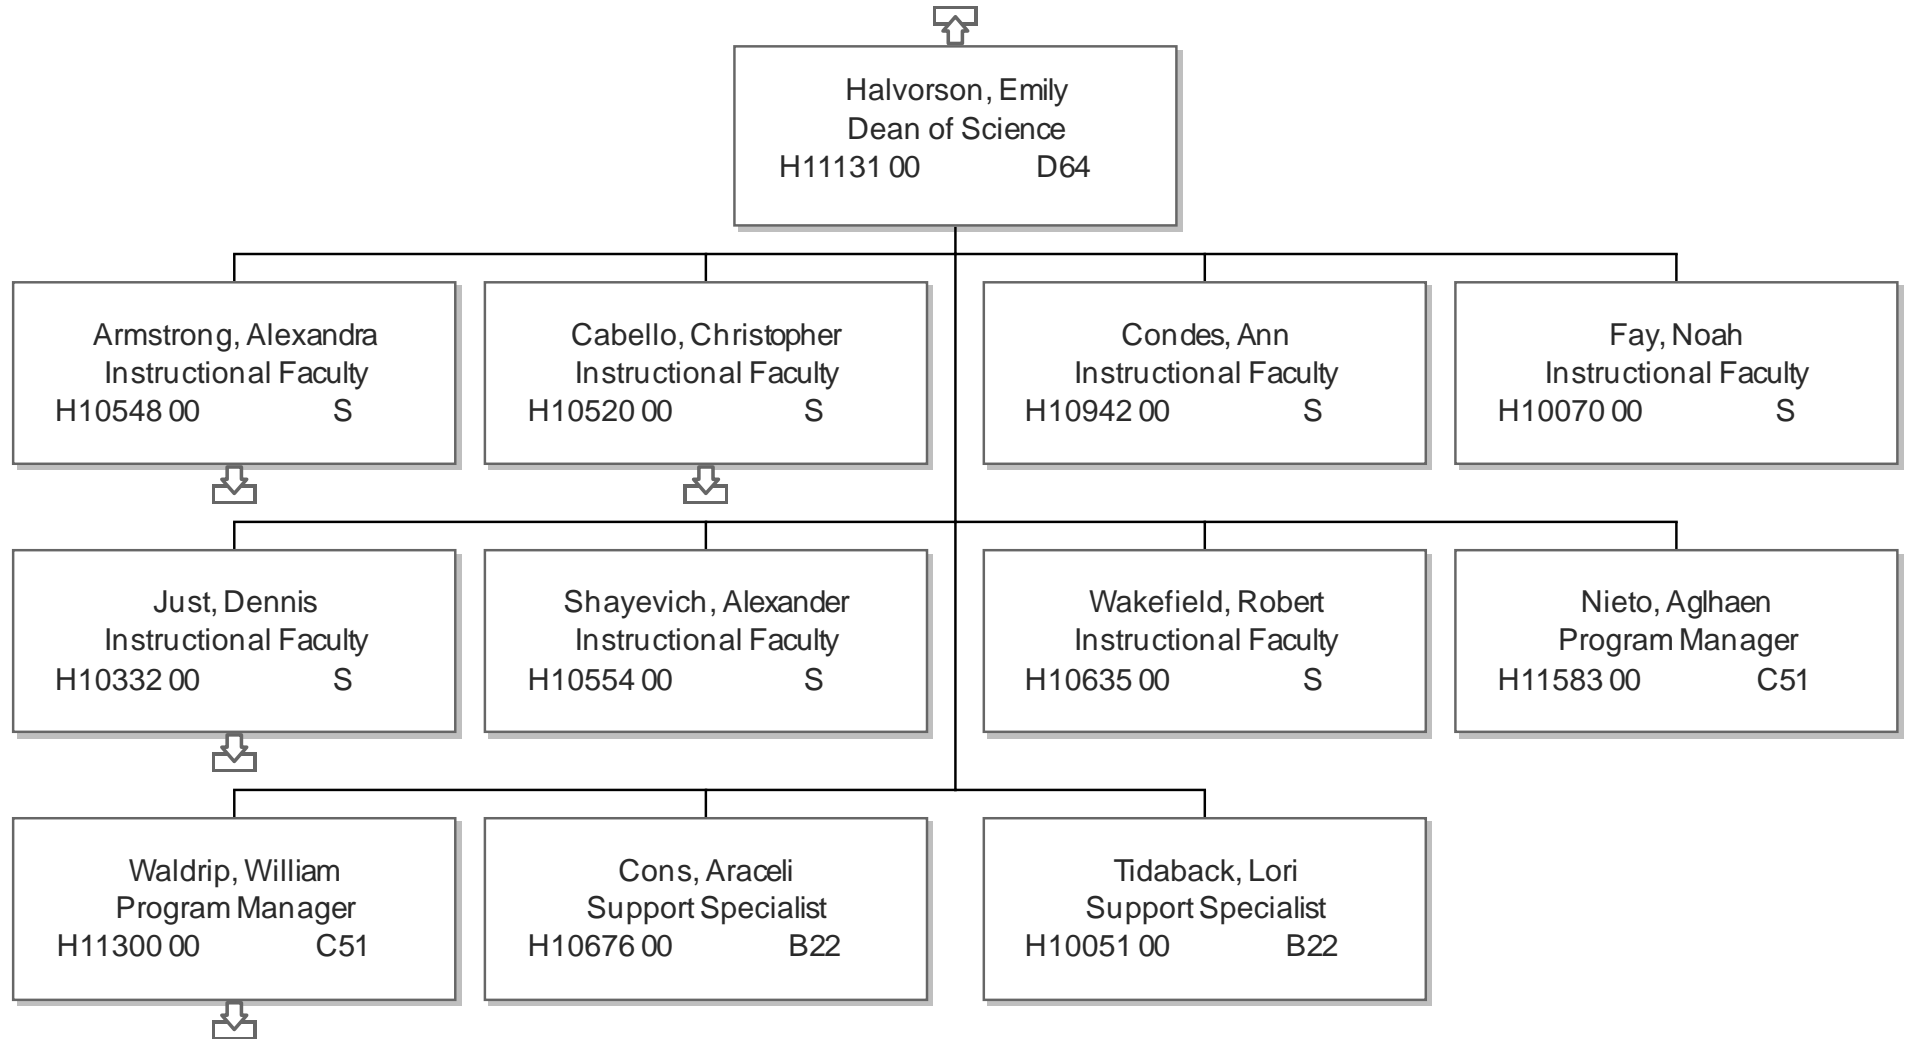 Halvorson, Emily
Dean of Science
H11131 00 D64
Armstrong, Alexandra
Instructional Faculty
H10548 00 S
Cabello, Christopher
Instructional Faculty
H10520 00 S
Condes, Ann
Instructional Faculty
H10942 00 S
Fay, Noah
Instructional Faculty
H10070 00 S
Just, Dennis
Instructional Faculty
H10332 00 S
Shayevich, Alexander
Instructional Faculty
H10554 00 S
Wakefield, Robert
Instructional Faculty
H10635 00 S
Nieto, Aglhaen
Program Manager
H11583 00 C51
Waldrip, William
Program Manager
H11300 00 C51
Cons, Araceli
Support Specialist
H10676 00 B22
Tidaback, Lori
Support Specialist
H10051 00 B22